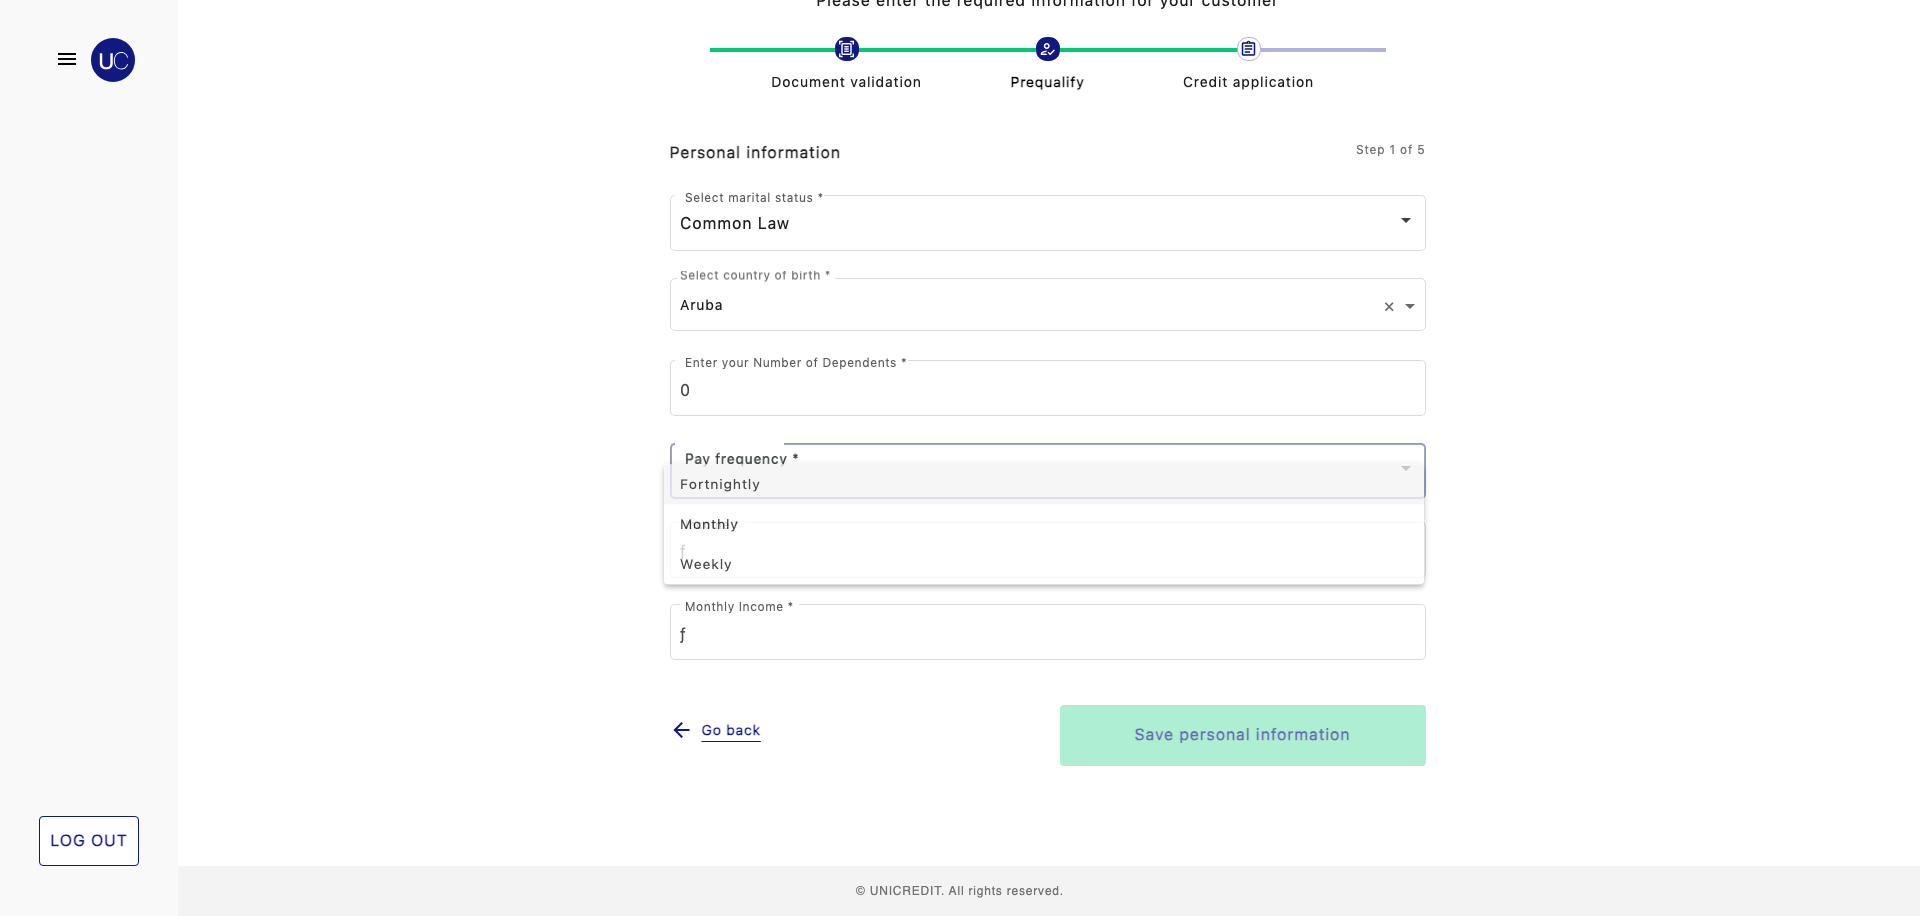 Please enter the required information for your customer
UC
Document validation
Prequalify
Credit application
Personal information
Step 1 of 5
Select marital status *
Common Law
Select country of birth *
Aruba
Enter your Number of Dependents *
0
Pay frequency *
Fortnightly
Monthly
ƒ
Weekly
Monthly Income *
ƒ
Go back
Save personal information
LOG OUT
© UNICREDIT. All rights reserved.